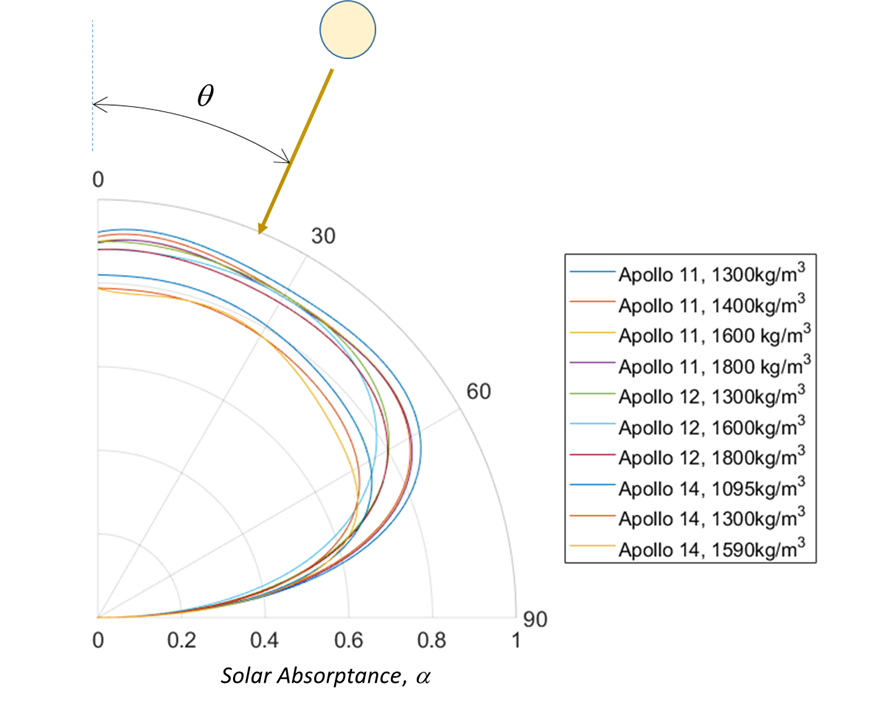 θ
0
30
60
90
0 0.2 0.4 0.6 0.8 1
Solar Absorptance, α
Apollo 11, 1300kg/m³
Apollo 11, 1400kg/m³
Apollo 11, 1600 kg/m³
Apollo 11, 1800 kg/m³
Apollo 12, 1300kg/m³
Apollo 12, 1600kg/m³
Apollo 12, 1800kg/m³
Apollo 14, 1095kg/m³
Apollo 14, 1300kg/m³
Apollo 14, 1590kg/m³